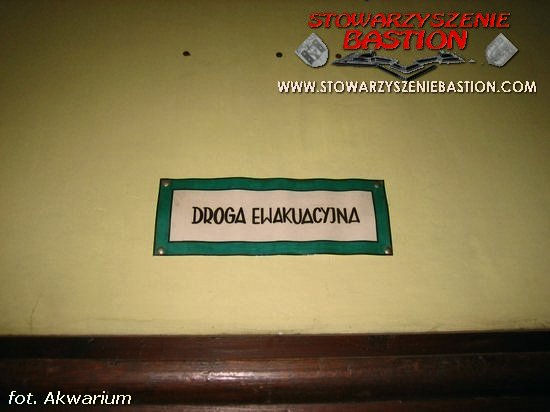 STOWARZYSZENIE
BASTION
WWW.STOWARZYSZENIEBASTION.COM
DROGA EWAKUACYJNA
fot. Akwarium